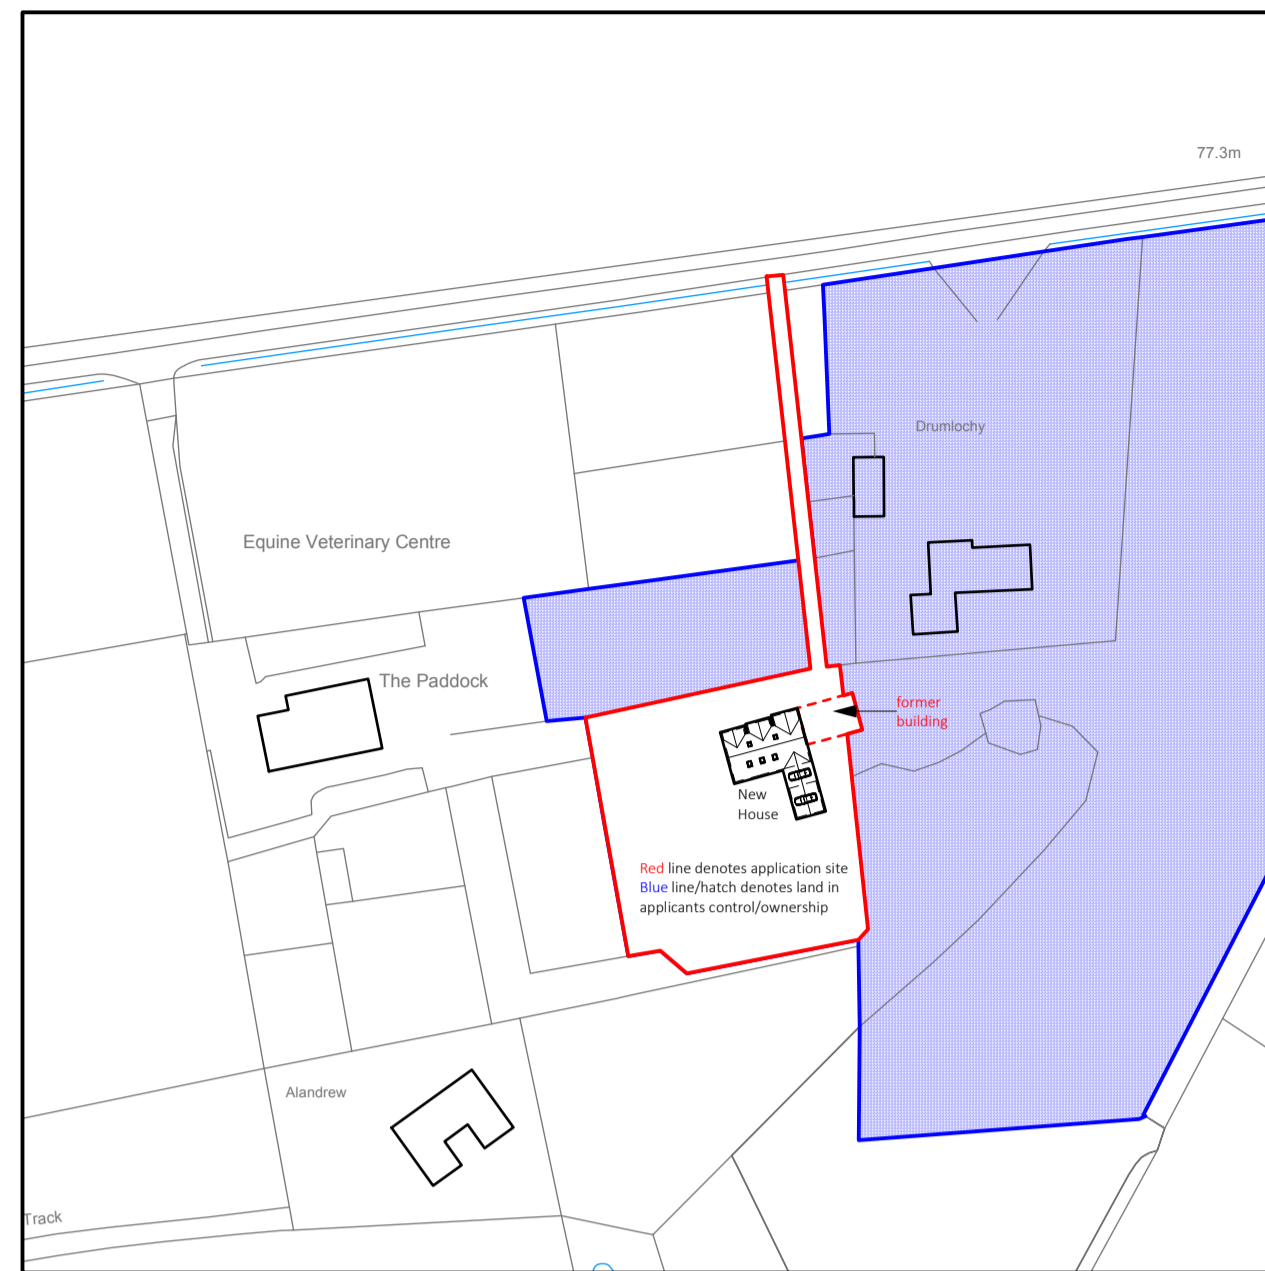 77.3m
Drumlochy
Equine Veterinary Centre
The Paddock
former
building
New
House
Red line denotes application site
Blue line/hatch denotes land in
applicants control/ownership
Alandrew
Track